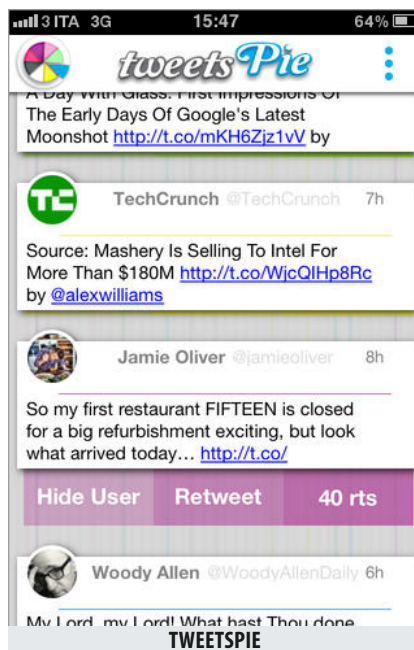 3 ITA 3G 15:47 64%
tweetsPie
A Day With Glass: First Impressions Of
The Early Days Of Google's Latest
Moonshot http://t.co/mKH6Zjz1vV by
TC TechCrunch @TechCrunch 7h
Source: Mashery Is Selling To Intel For
More Than $180M http://t.co/WjcQlHp8Rc
by @alexwilliams
Jamie Oliver @jamieoliver 8h
So my first restaurant FIFTEEN is closed
for a big refurbishment exciting, but look
what arrived today… http://t.co/
Hide User Retweet 40 rts
Woody Allen @WoodyAllenDaily 6h
My Lord, my Lord! What hast Thou done,
TWEETSPIE